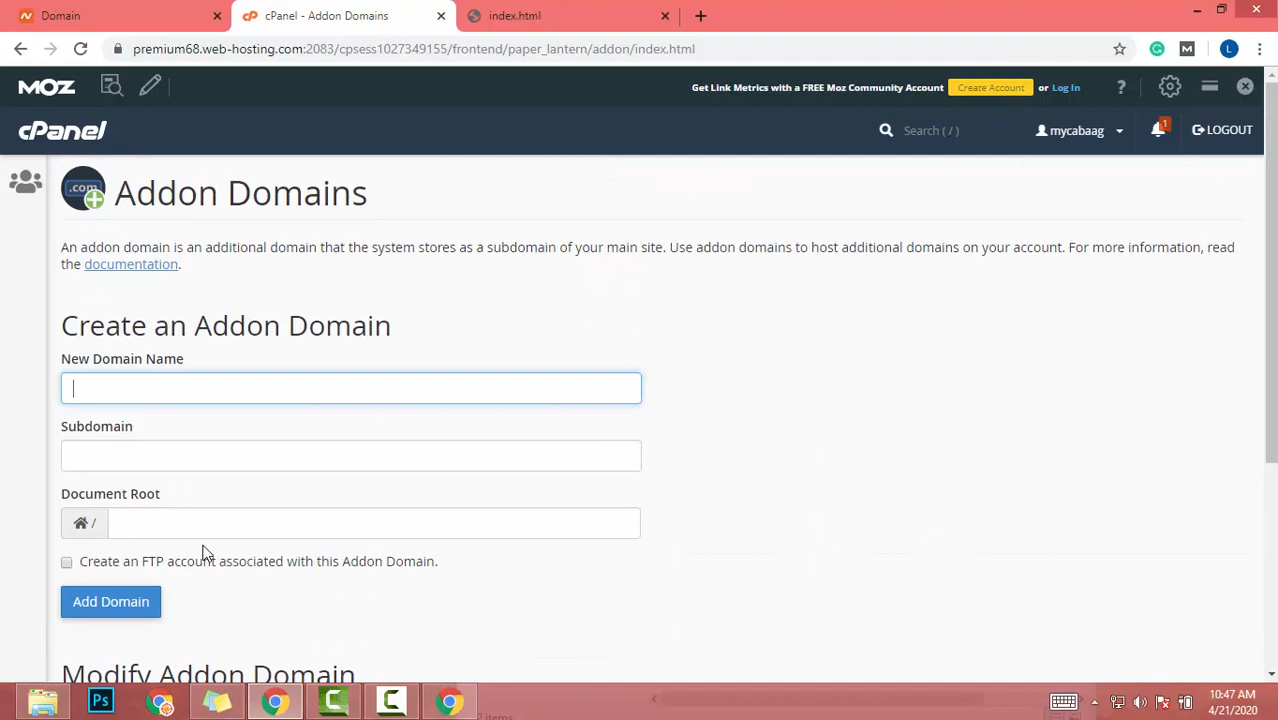 Domain
cPanel - Addon Domains
index.html
premium68.web-hosting.com:2083/cpsess1027349155/frontend/paper_lantern/addon/index.html
L
MOZ
Get Link Metrics with a FREE Moz Community Account
Create Account
or Log In
?
cPanel
Search ( / )
mycabaag
1
LOGOUT
.com
Addon Domains
An addon domain is an additional domain that the system stores as a subdomain of your main site. Use addon domains to host additional domains on your account. For more information, read
the documentation.
Create an Addon Domain
New Domain Name
Subdomain
Document Root
/
Create an FTP account associated with this Addon Domain.
Add Domain
Modify Addon Domain
Ps
10:47 AM
4/21/2020